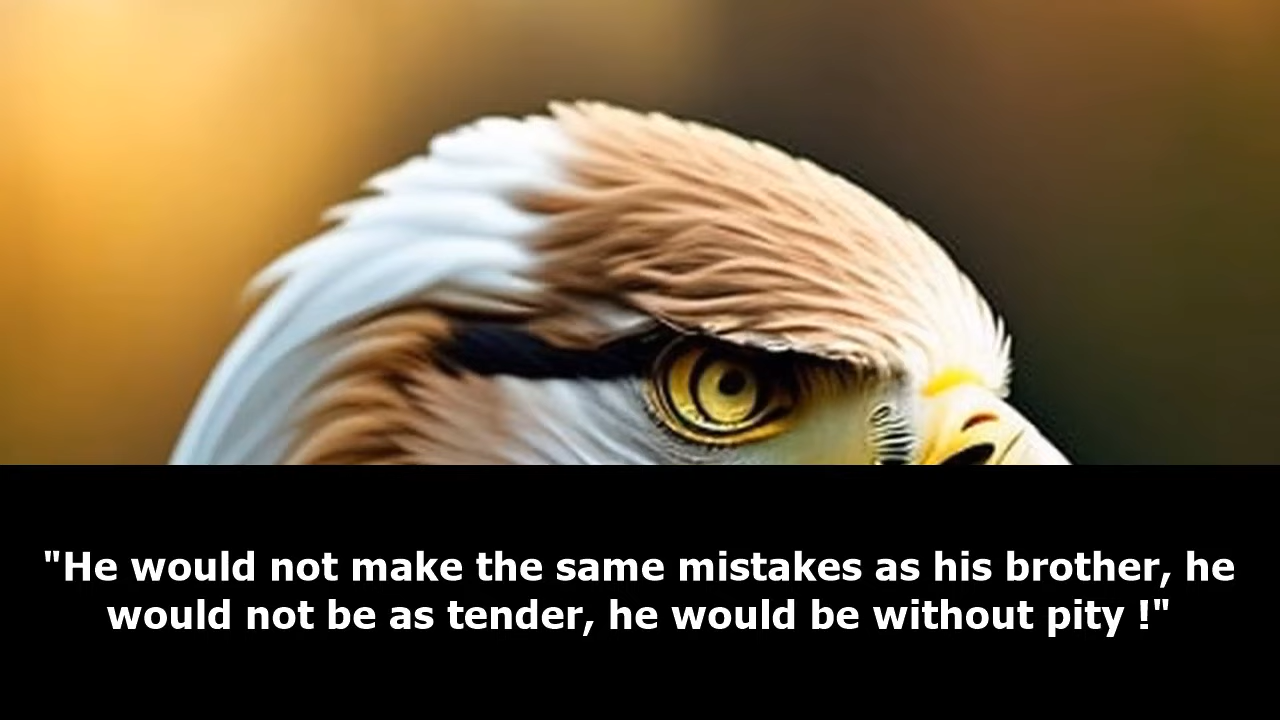 "He would not make the same mistakes as his brother, he
would not be as tender, he would be without pity !"